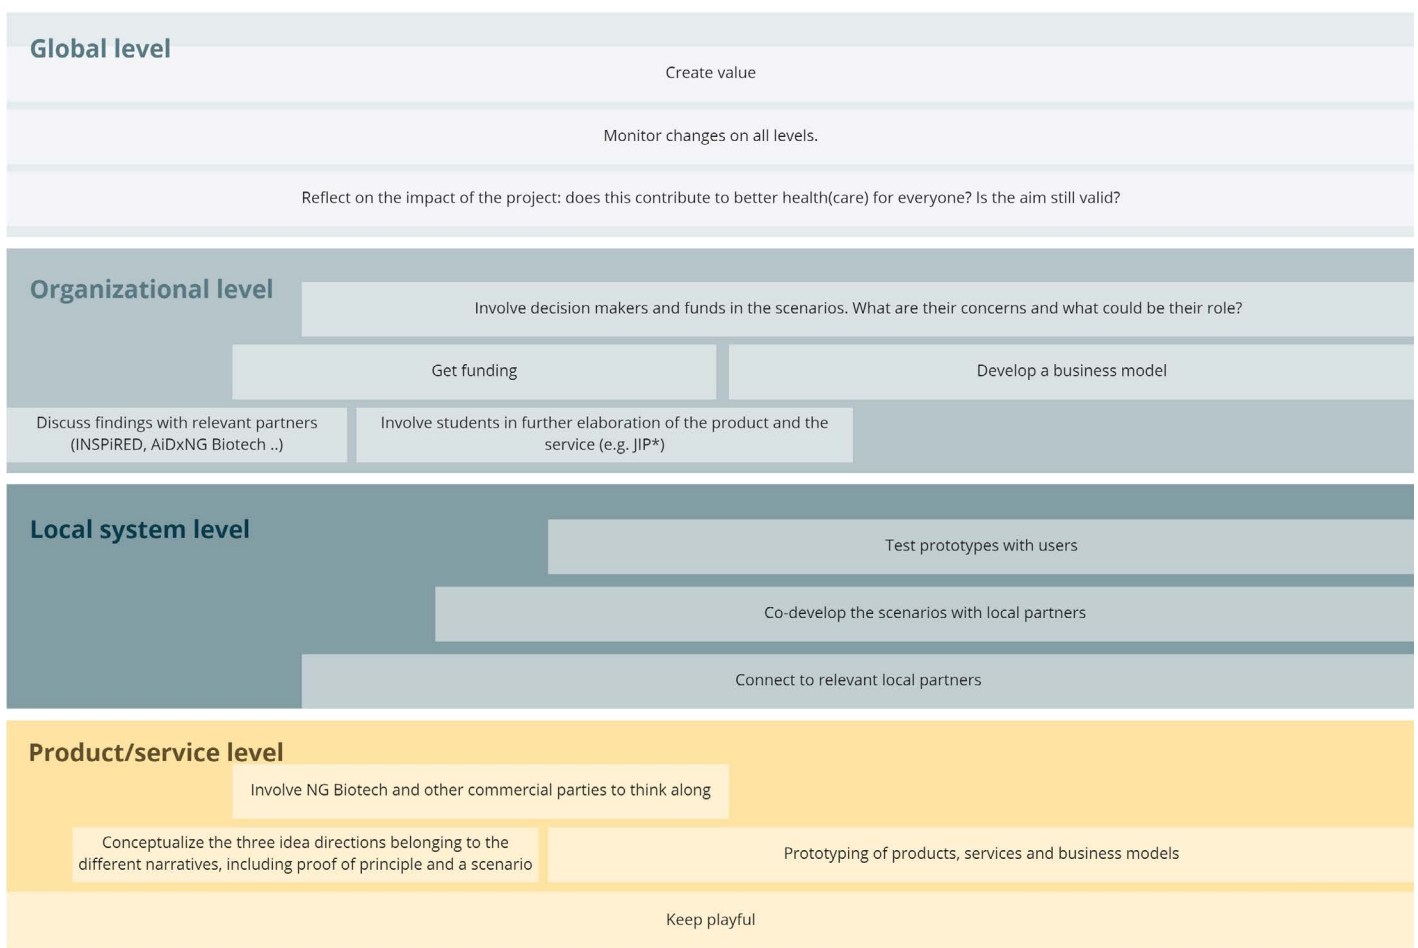 Global level
Create value
Monitor changes on all levels.
Reflect on the impact of the project: does this contribute to better health(care) for everyone? Is the aim still valid?
Organizational level
Involve decision makers and funds in the scenarios. What are their concerns and what could be their role?
Get funding
Develop a business model
Discuss findings with relevant partners
(INSPiRED, AiDxNG Biotech ..)
Involve students in further elaboration of the product and the
service (e.g. JIP*)
Local system level
Test prototypes with users
Co-develop the scenarios with local partners
Connect to relevant local partners
Product/service level
Involve NG Biotech and other commercial parties to think along
Conceptualize the three idea directions belonging to the
different narratives, including proof of principle and a scenario
Prototyping of products, services and business models
Keep playful